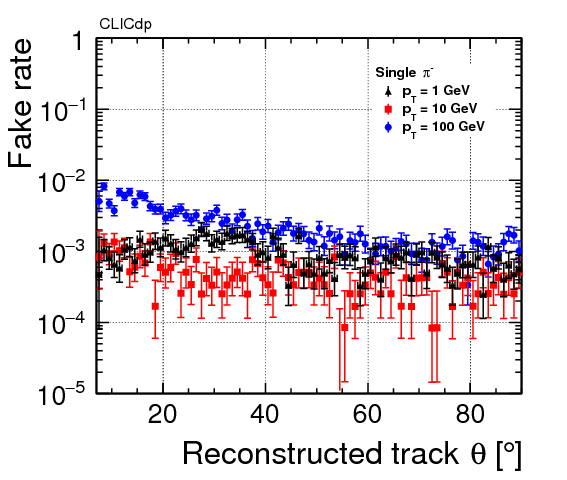 CLICdp
Fake rate
1
10⁻¹
10⁻²
10⁻³
10⁻⁴
10⁻⁵
Single π⁻
p_T = 1 GeV
p_T = 10 GeV
p_T = 100 GeV
20 40 60 80
Reconstructed track θ [°]